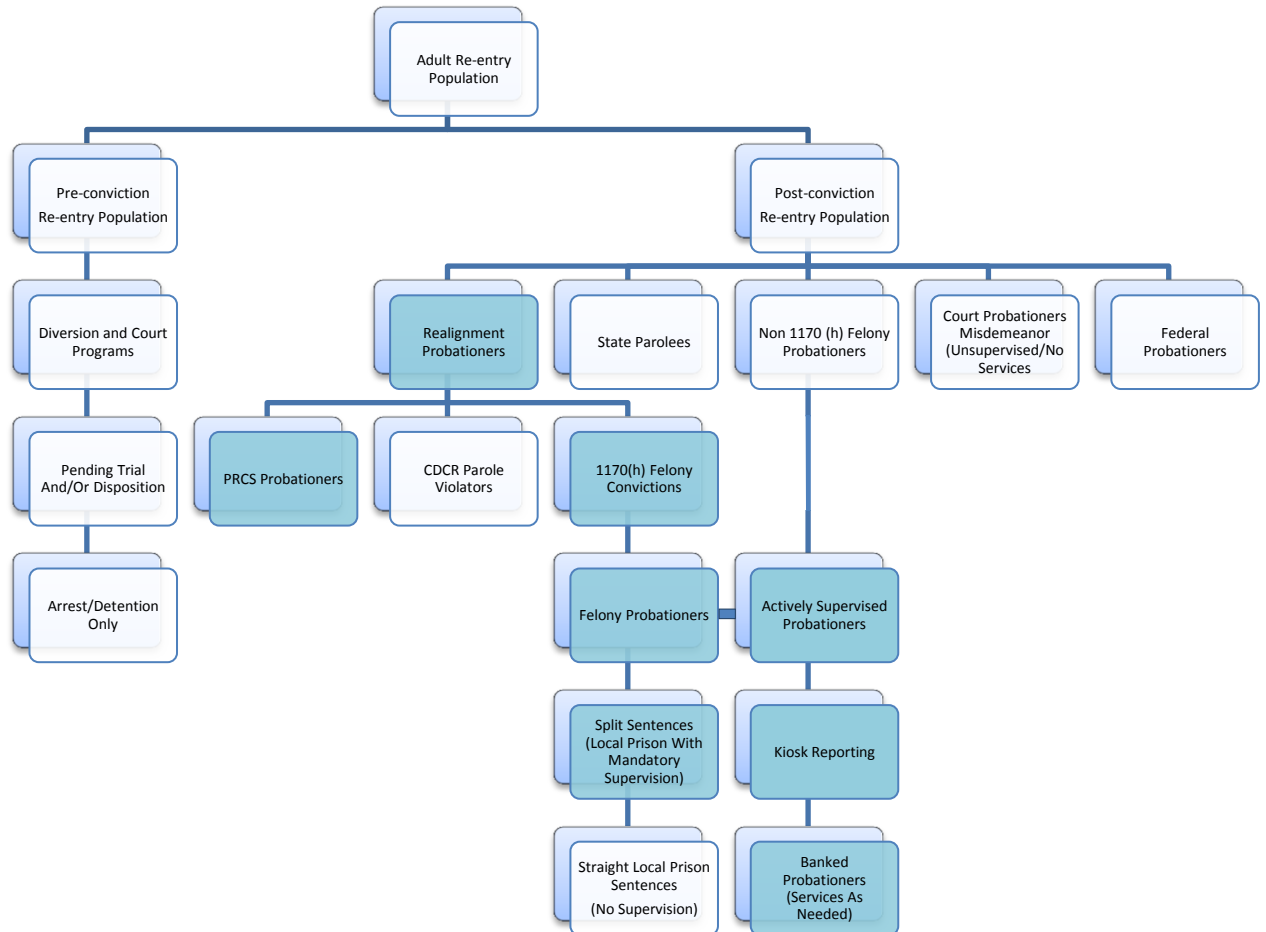 Adult Re-entry
Population
Pre-conviction
Re-entry Population
Post-conviction
Re-entry Population
Diversion and Court
Programs
Realignment
Probationers
State Parolees
Non 1170 (h) Felony
Probationers
Court Probationers
Misdemeanor
(Unsupervised/No
Services
Federal
Probationers
Pending Trial
And/Or Disposition
PRCS Probationers
CDCR Parole
Violators
1170(h) Felony
Convictions
Arrest/Detention
Only
Felony Probationers
Actively Supervised
Probationers
Split Sentences
(Local Prison With
Mandatory
Supervision)
Kiosk Reporting
Straight Local Prison
Sentences
(No Supervision)
Banked
Probationers
(Services As
Needed)